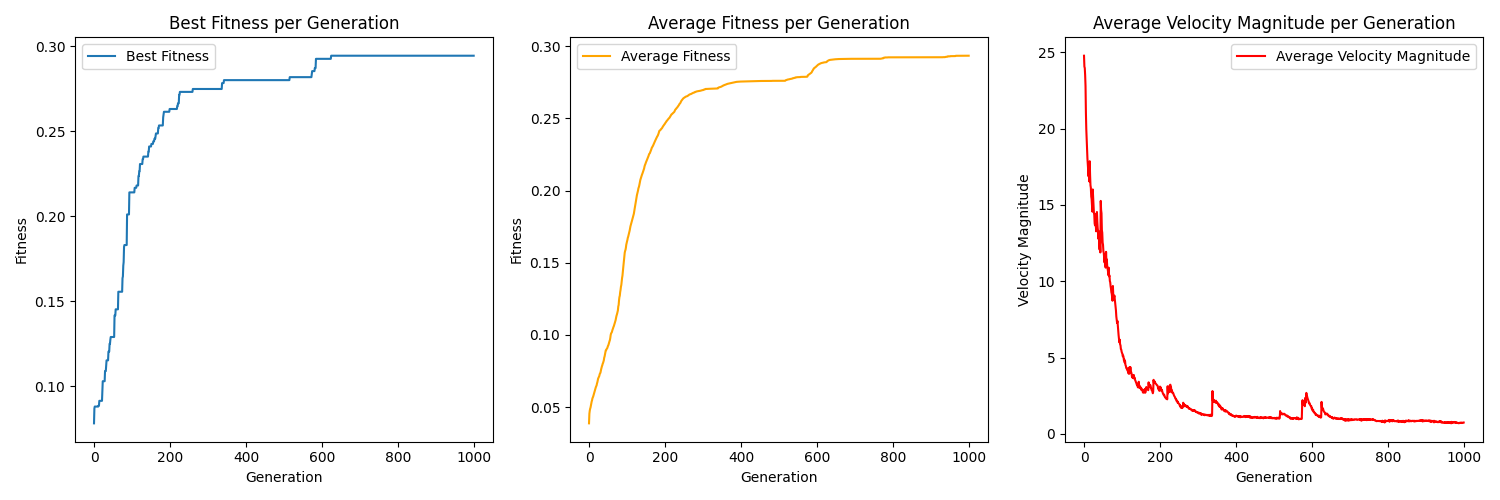 Best Fitness per Generation
Best Fitness
Fitness
0.30
0.25
0.20
0.15
0.10
0 200 400 600 800 1000
Generation
Average Fitness per Generation
Average Fitness
Fitness
0.30
0.25
0.20
0.15
0.10
0.05
0 200 400 600 800 1000
Generation
Average Velocity Magnitude per Generation
Average Velocity Magnitude
Velocity Magnitude
25
20
15
10
5
0
0 200 400 600 800 1000
Generation